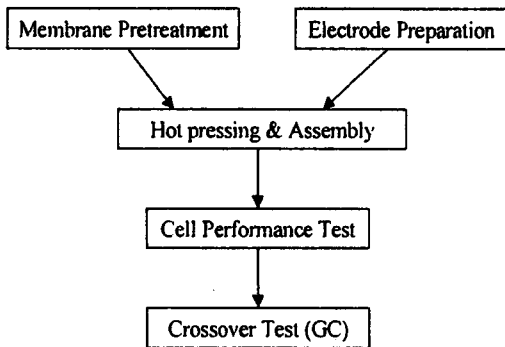 Membrane Pretreatment
Electrode Preparation
Hot pressing & Assembly
Cell Performance Test
Crossover Test (GC)